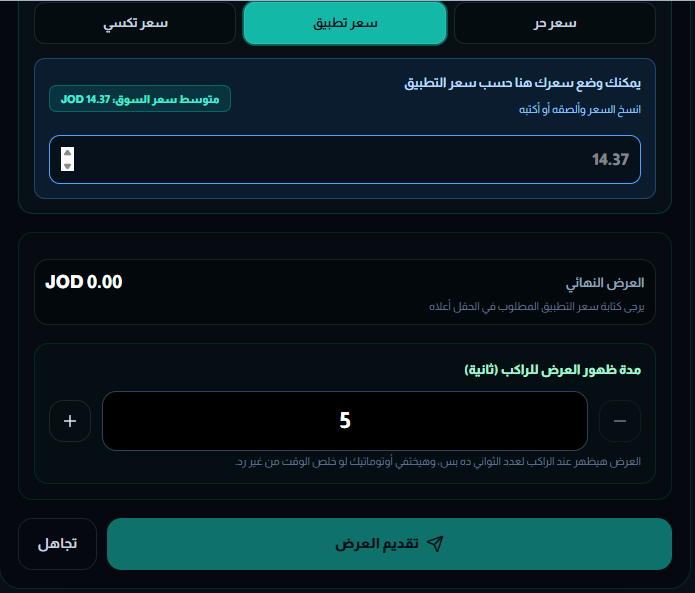 سعر حر
سعر تطبيق
سعر تكسي
يمكنك وضع سعرك هنا حسب سعر التطبيق
انسخ السعر وألصقه أو أكتبه
متوسط سعر السوق: 14.37 JOD
14.37
العرض النهائي
JOD 0.00
يرجى كتابة سعر التطبيق المطلوب في الحقل أعلاه
مدة ظهور العرض للراكب (ثانية)
−
5
+
العرض هيظهر عند الراكب لعدد الثواني ده بس، وهيختفي أوتوماتيك لو خلص الوقت من غير رد.
تقديم العرض
تجاهل